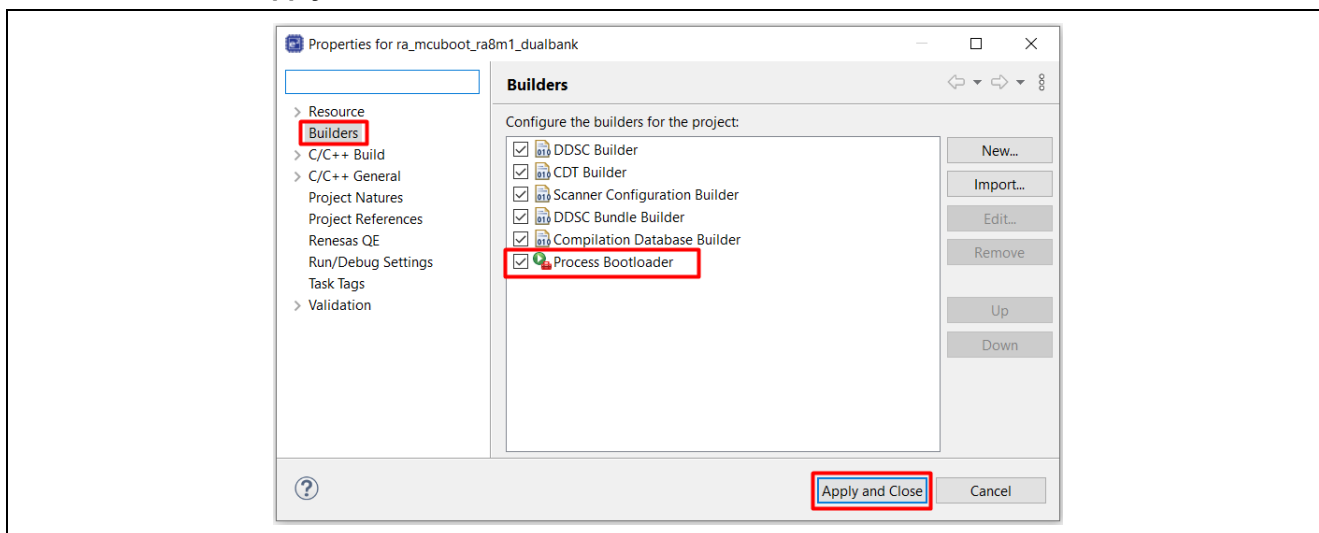 Properties for ra_mcuboot_ra8m1_dualbank
Builders
Resource
Builders
C/C++ Build
C/C++ General
Project Natures
Project References
Renesas QE
Run/Debug Settings
Task Tags
Validation
Configure the builders for the project:
DDSC Builder
CDT Builder
Scanner Configuration Builder
DDSC Bundle Builder
Compilation Database Builder
Process Bootloader
New...
Import...
Edit...
Remove
Up
Down
Apply and Close
Cancel